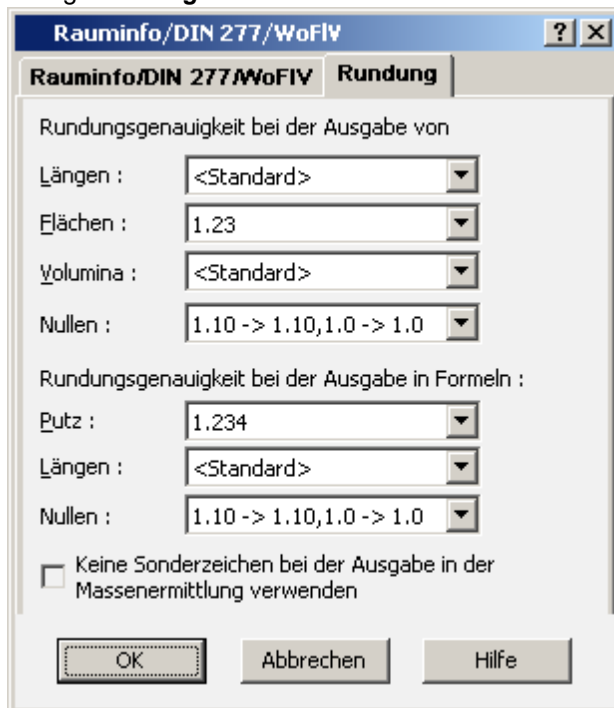 Rauminfo/DIN 277/WoFlV
Rauminfo/DIN 277/WoFlV Rundung
Rundungsgenauigkeit bei der Ausgabe von
Längen : <Standard>
Flächen : 1.23
Volumina : <Standard>
Nullen : 1.10 -> 1.10,1.0 -> 1.0
Rundungsgenauigkeit bei der Ausgabe in Formeln :
Putz : 1.234
Längen : <Standard>
Nullen : 1.10 -> 1.10,1.0 -> 1.0
Keine Sonderzeichen bei der Ausgabe in der
Massenermittlung verwenden
OK Abbrechen Hilfe